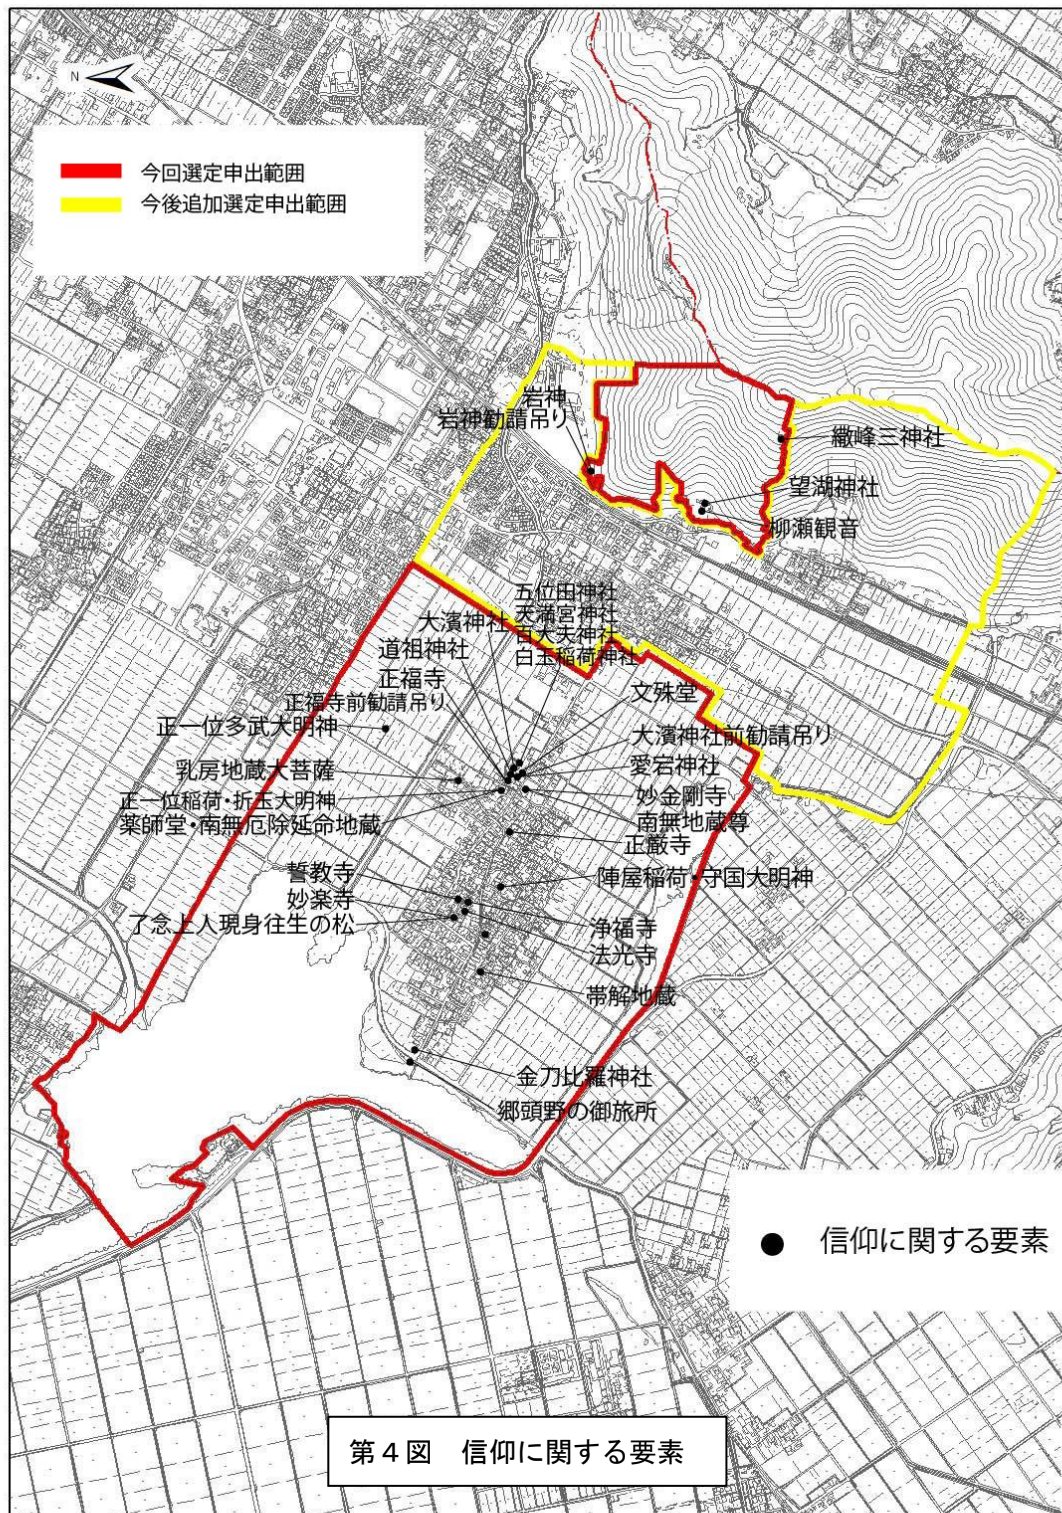 N
今回選定申出範囲
今後追加選定申出範囲
岩神
岩神勧請吊り
繖峰三神社
望湖神社
柳瀬観音
五位田神社
天満宮神社
百大夫神社
白玉稲荷神社
大濱神社
道祖神社
正福寺
正福寺前勧請吊り
正一位多武大明神
乳房地蔵大菩薩
正一位稲荷・折玉大明神
薬師堂・南無厄除延命地蔵
文殊堂
大濱神社前勧請吊り
愛宕神社
妙金剛寺
南無地蔵尊
正厳寺
陣屋稲荷・守国大明神
誓教寺
妙楽寺
了念上人現身往生の松
浄福寺
法光寺
帯解地蔵
金刀比羅神社
郷頭野の御旅所
● 信仰に関する要素
第４図　信仰に関する要素